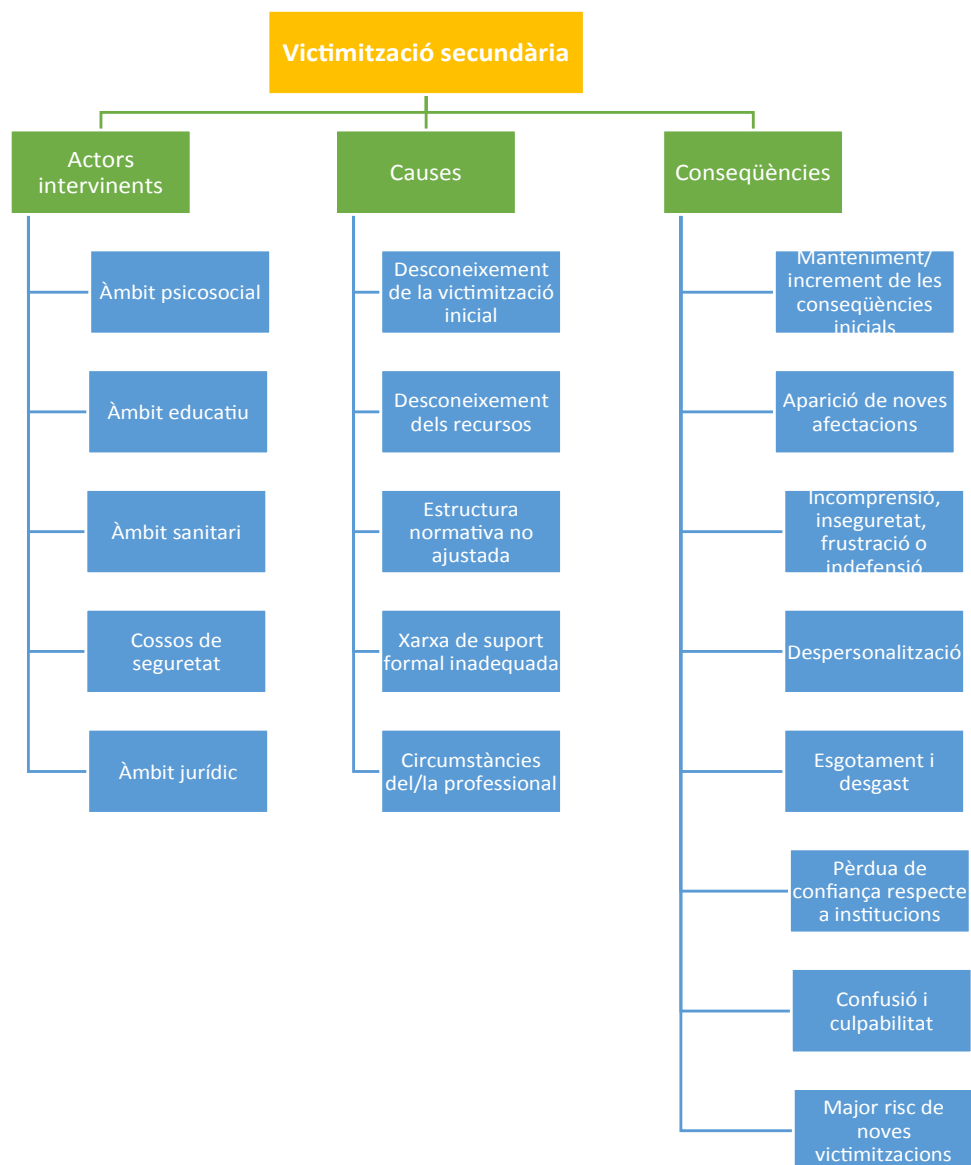 Victimització secundària
Actors
intervinents
Àmbit psicosocial
Àmbit educatiu
Àmbit sanitari
Cossos de
seguretat
Àmbit jurídic
Causes
Desconeixement
de la victimització
inicial
Desconeixement
dels recursos
Estructura
normativa no
ajustada
Xarxa de suport
formal inadequada
Circumstàncies
del/la professional
Conseqüències
Manteniment/
increment de les
conseqüències
inicials
Aparició de noves
afectacions
Incomprensió,
inseguretat,
frustració o
indefensió
Despersonalització
Esgotament i
desgast
Pèrdua de
confiança respecte
a institucions
Confusió i
culpabilitat
Major risc de
noves
victimitzacions